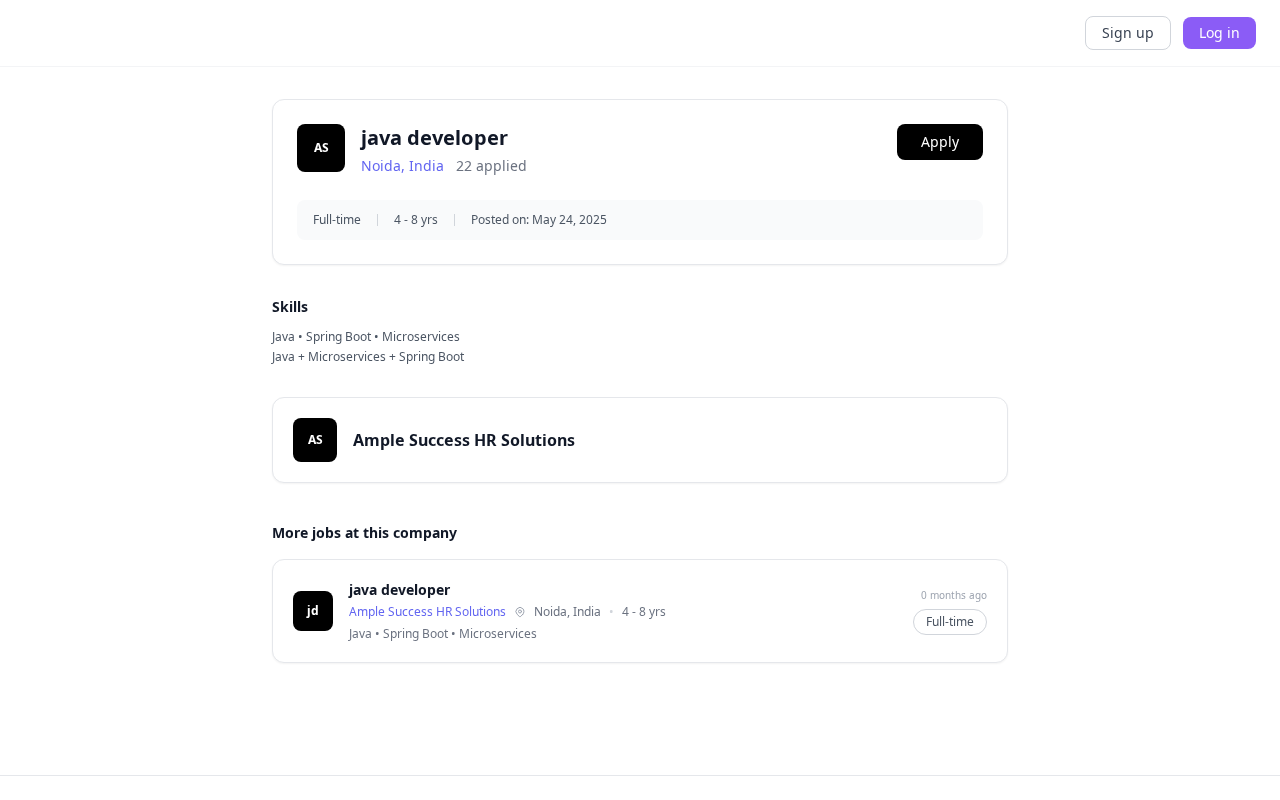 Sign up
Log in
AS
java developer
Apply
Noida, India 22 applied
Full-time 4 - 8 yrs Posted on: May 24, 2025
Skills
Java • Spring Boot • Microservices
Java + Microservices + Spring Boot
AS
Ample Success HR Solutions
More jobs at this company
jd
java developer
Ample Success HR Solutions Noida, India • 4 - 8 yrs
Java • Spring Boot • Microservices
0 months ago
Full-time